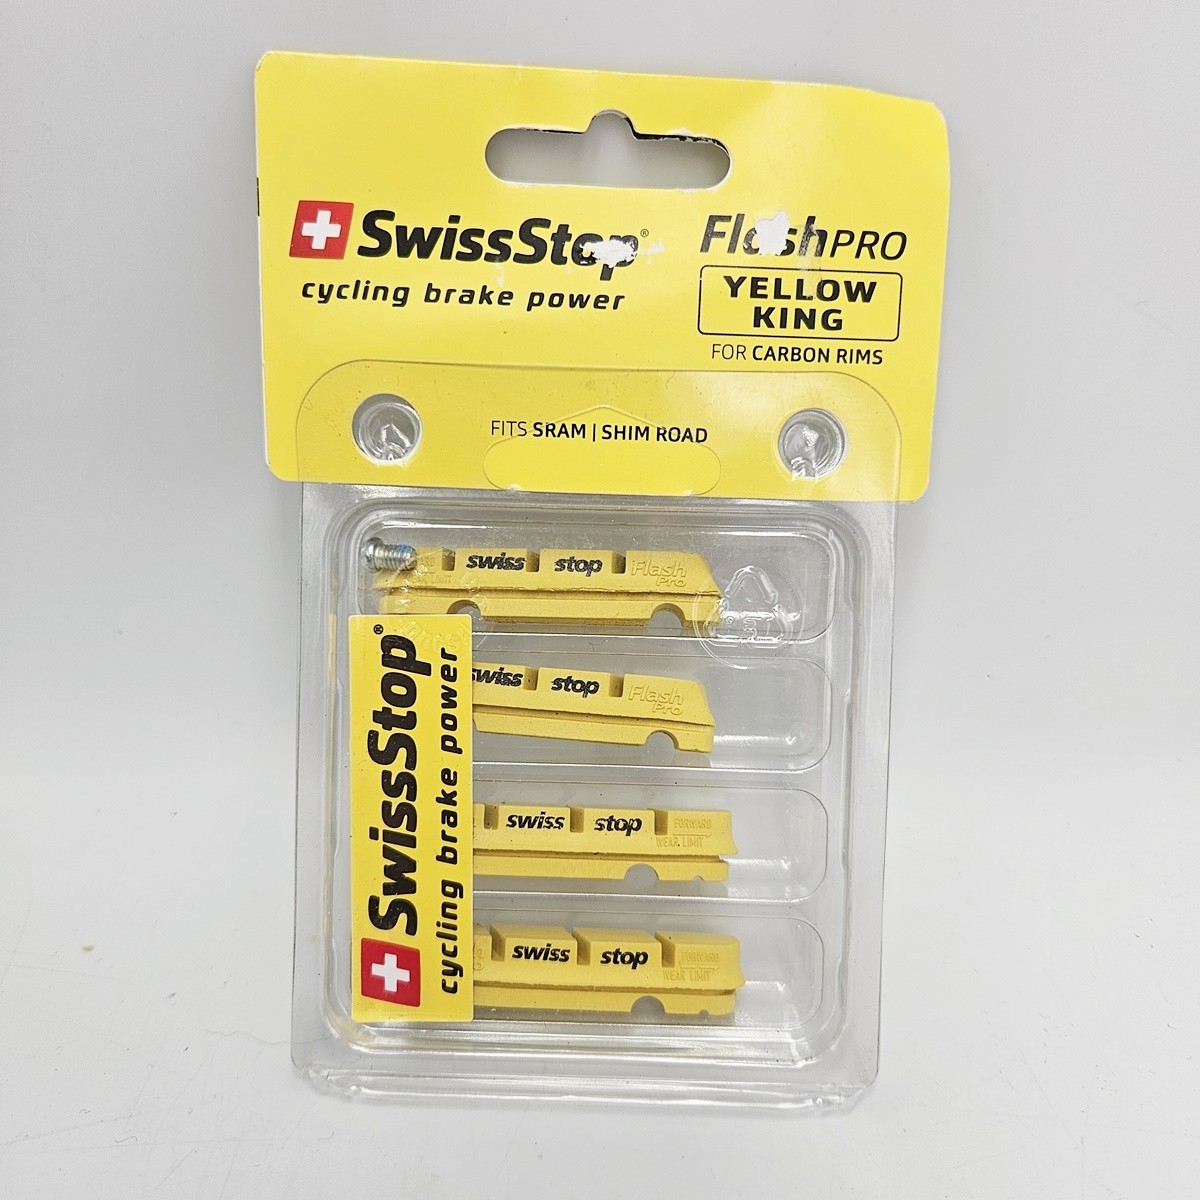 SwissStop®
cycling brake power
FlashPRO
YELLOW
KING
FOR CARBON RIMS
FITS SRAM | SHIM ROAD
swiss stop Flash
Pro
swiss stop Flash
Pro
swiss stop FORWARD
WEAR LIMIT
swiss stop FORWARD
WEAR LIMIT
SwissStop®
cycling brake power